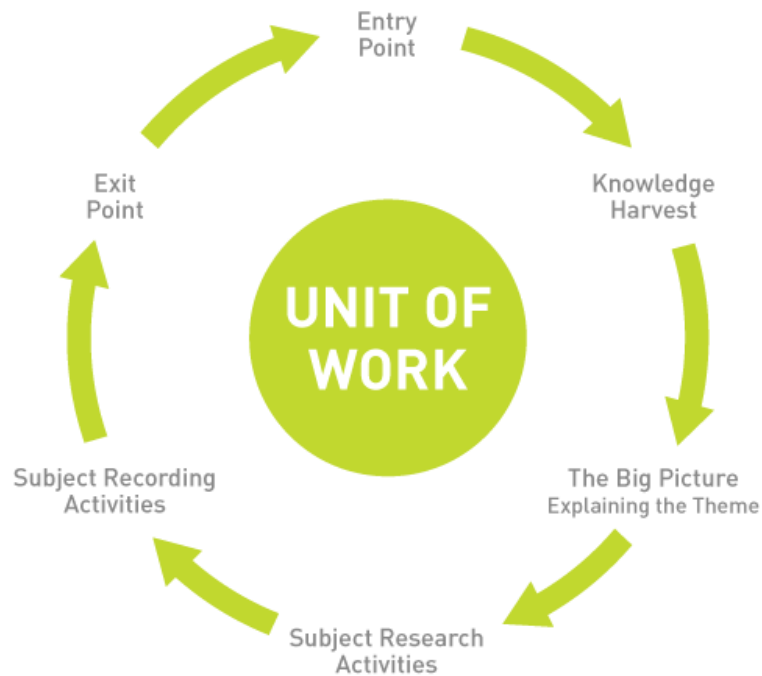 Entry
Point
Knowledge
Harvest
The Big Picture
Explaining the Theme
Subject Research
Activities
Subject Recording
Activities
Exit
Point
UNIT OF
WORK